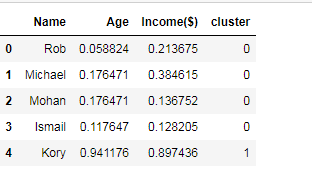 Name Age Income($) cluster
0 Rob 0.058824 0.213675 0
1 Michael 0.176471 0.384615 0
2 Mohan 0.176471 0.136752 0
3 Ismail 0.117647 0.128205 0
4 Kory 0.941176 0.897436 1